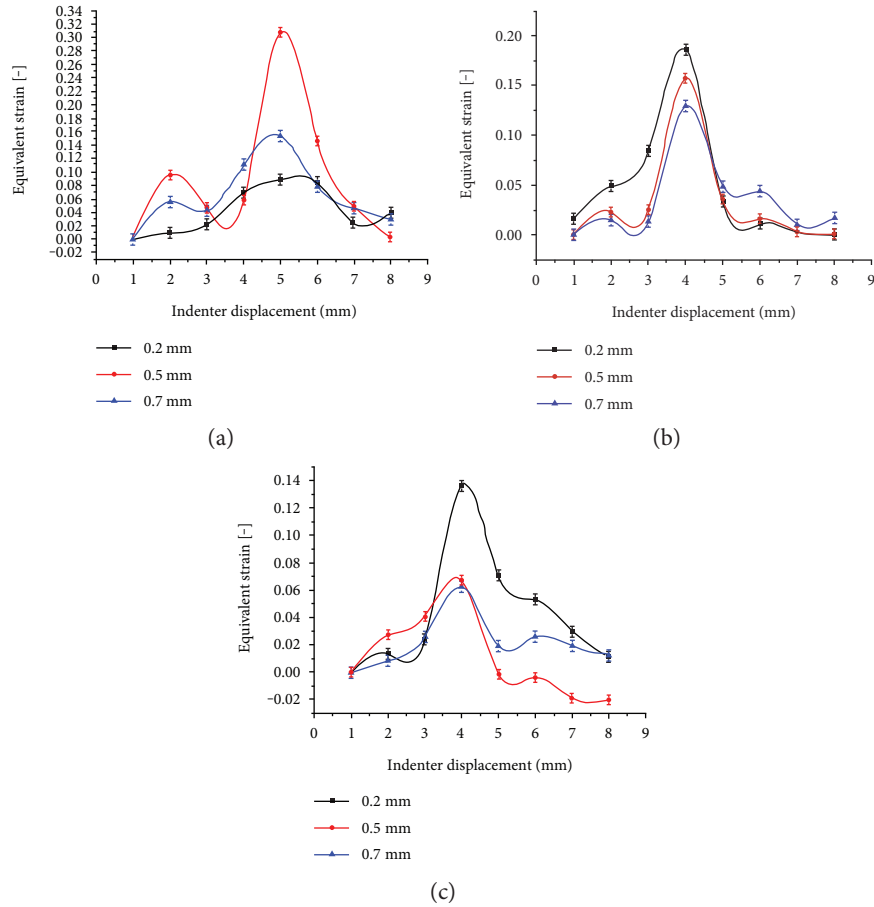 0.34
0.32
0.30
0.28
0.26
0.24
0.22
0.20
0.18
0.16
0.14
0.12
0.10
0.08
0.06
0.04
0.02
0.00
−0.02
Equivalent strain [−]
0 1 2 3 4 5 6 7 8 9
Indenter displacement (mm)
0.2 mm
0.5 mm
0.7 mm
(a)
0.20
0.15
0.10
0.05
0.00
Equivalent strain [−]
0 1 2 3 4 5 6 7 8 9
Indenter displacement (mm)
0.2 mm
0.5 mm
0.7 mm
(b)
0.14
0.12
0.10
0.08
0.06
0.04
0.02
0.00
−0.02
Equivalent strain [−]
0 1 2 3 4 5 6 7 8 9
Indenter displacement (mm)
0.2 mm
0.5 mm
0.7 mm
(c)